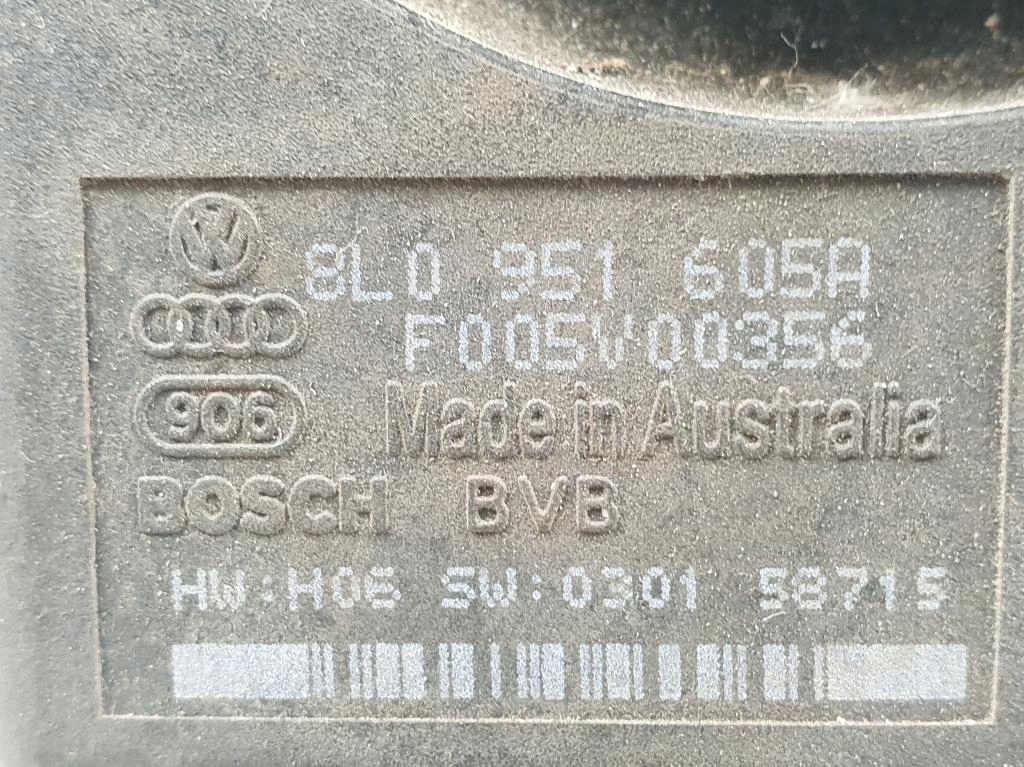 8L0 951 605A
F005V00356
906
Made in Australia
BOSCH BVB
HW:H06 SW:0301 58715